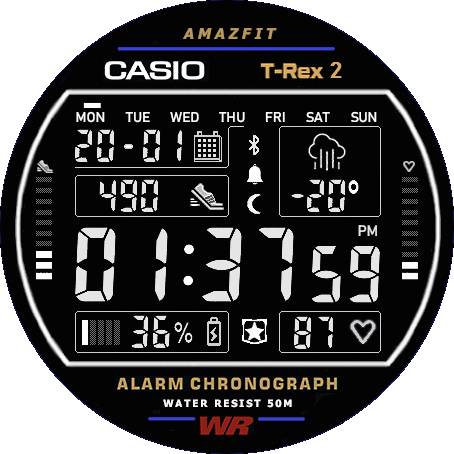 AMAZFIT
CASIO T-Rex 2
MON TUE WED THU FRI SAT SUN
20-01
490
-20°
PM
01:37 59
36% 87
ALARM CHRONOGRAPH
WATER RESIST 50M
WR